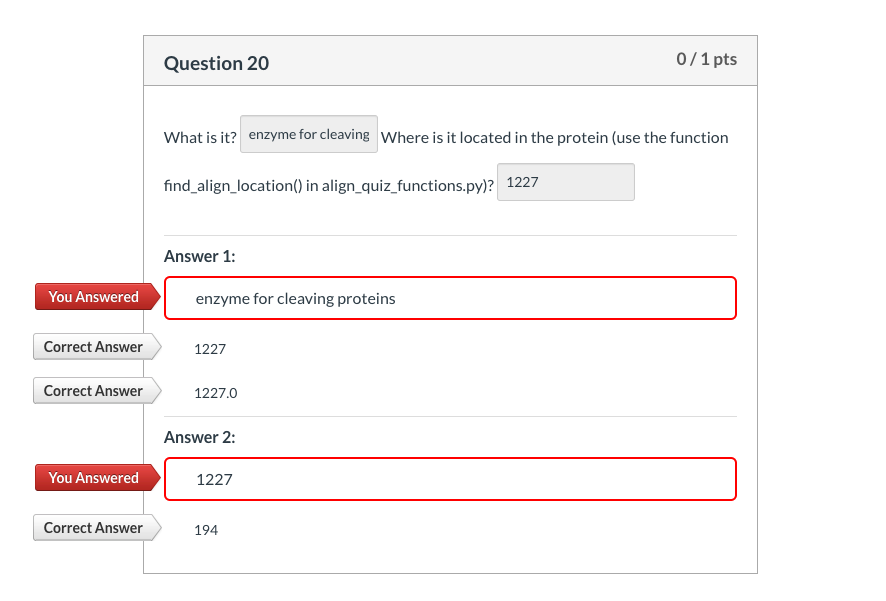 Question 20
0 / 1 pts
What is it? enzyme for cleaving Where is it located in the protein (use the function
find_align_location() in align_quiz_functions.py)? 1227
Answer 1:
You Answered enzyme for cleaving proteins
Correct Answer 1227
Correct Answer 1227.0
Answer 2:
You Answered 1227
Correct Answer 194